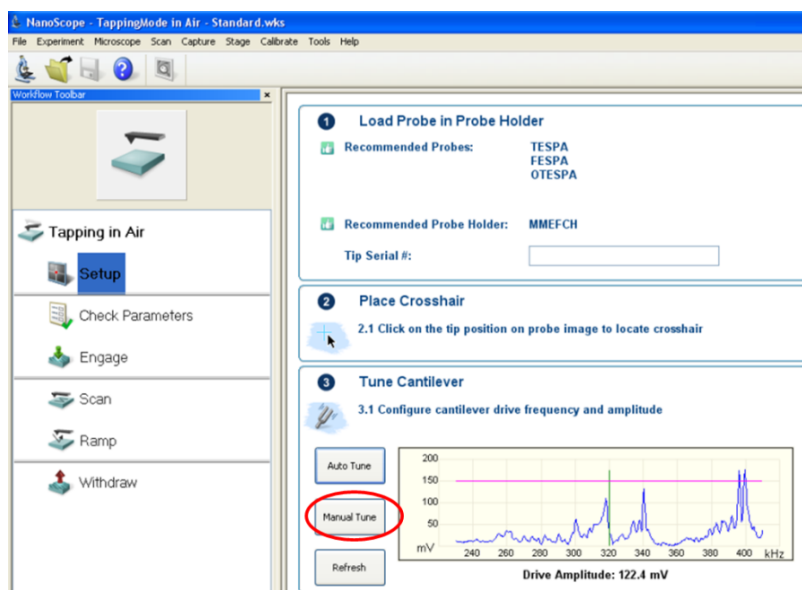 NanoScope - TappingMode in Air - Standard.wks
File Experiment Microscope Scan Capture Stage Calibrate Tools Help
Workflow Toolbar
Tapping in Air
Setup
Check Parameters
Engage
Scan
Ramp
Withdraw
1 Load Probe in Probe Holder
Recommended Probes: TESPA
FESPA
OTESPA
Recommended Probe Holder: MMEFCH
Tip Serial #:
2 Place Crosshair
2.1 Click on the tip position on probe image to locate crosshair
3 Tune Cantilever
3.1 Configure cantilever drive frequency and amplitude
Auto Tune
Manual Tune
Refresh
200
150
100
50
mV
240 260 280 300 320 340 360 380 400 kHz
Drive Amplitude: 122.4 mV